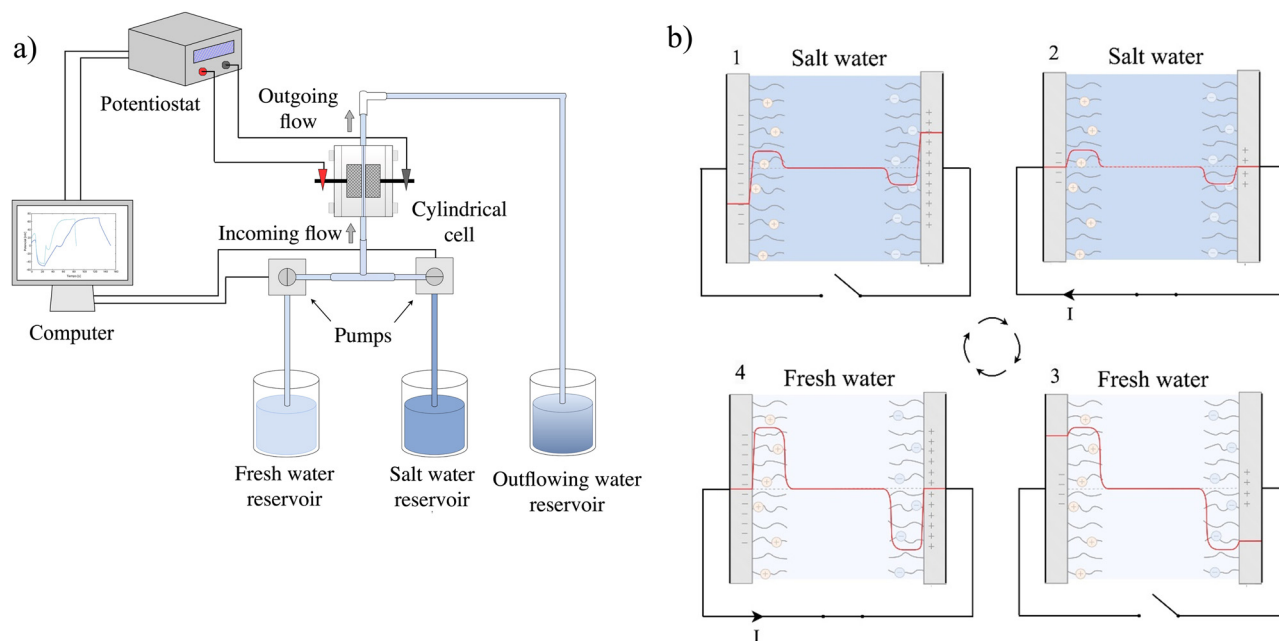 a)
Potentiostat
Outgoing
flow
Cylindrical
cell
Incoming flow
Computer
Pumps
Fresh water
reservoir
Salt water
reservoir
Outflowing water
reservoir
b)
1
Salt water
2
Salt water
I
4
Fresh water
3
Fresh water
I